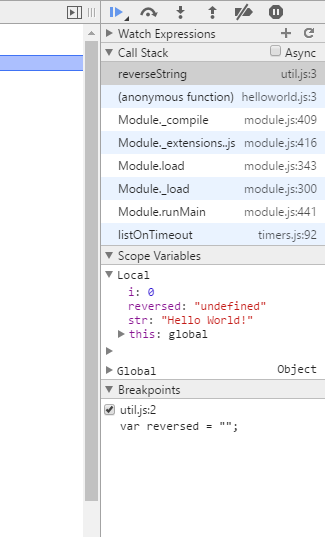 Watch Expressions
Call Stack Async
reverseString util.js:3
(anonymous function) helloworld.js:3
Module._compile module.js:409
Module._extensions..js module.js:416
Module.load module.js:343
Module._load module.js:300
Module.runMain module.js:441
listOnTimeout timers.js:92
Scope Variables
Local
i: 0
reversed: "undefined"
str: "Hello World!"
this: global
Global Object
Breakpoints
util.js:2
var reversed = "";